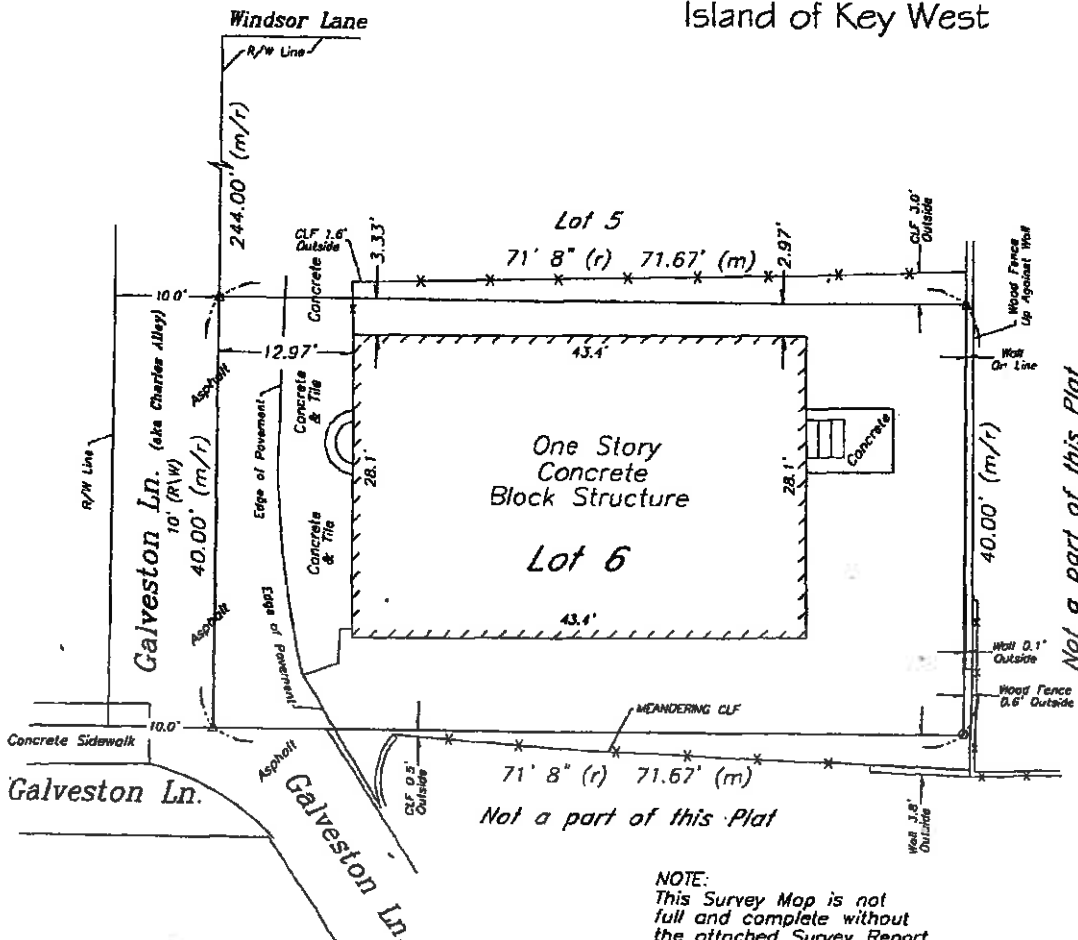 Island of Key West
Windsor Lane
R/W Line
244.00' (m/r)
Lot 5
CLF 1.6'
Outside
3.33'
71' 8" (r) 71.67' (m)
2.97'
CLF 3.0'
Outside
Wood Fence
Up Against Wall
10.0'
Concrete
12.97'
43.4'
Wall
On Line
R/W Line
Galveston Ln. (aka Charles Alley)
10' (R\W)
40.00' (m/r)
Asphalt
Edge of Pavement
Concrete
& Tile
28.1'
One Story
Concrete
Block Structure
Lot 6
28.1'
Concrete
40.00' (m/r)
Not a part of this Plat
Concrete
& Tile
Asphalt
Edge of Pavement
43.4'
Wall 0.1'
Outside
Wood Fence
0.6' Outside
MEANDERING CLF
10.0'
Concrete Sidewalk
Galveston Ln.
Asphalt
Galveston Ln.
CLF 0.5'
Outside
71' 8" (r) 71.67' (m)
Not a part of this Plat
Wall 3.8'
Outside
NOTE:
This Survey Map is not
full and complete without
the attached Survey Report